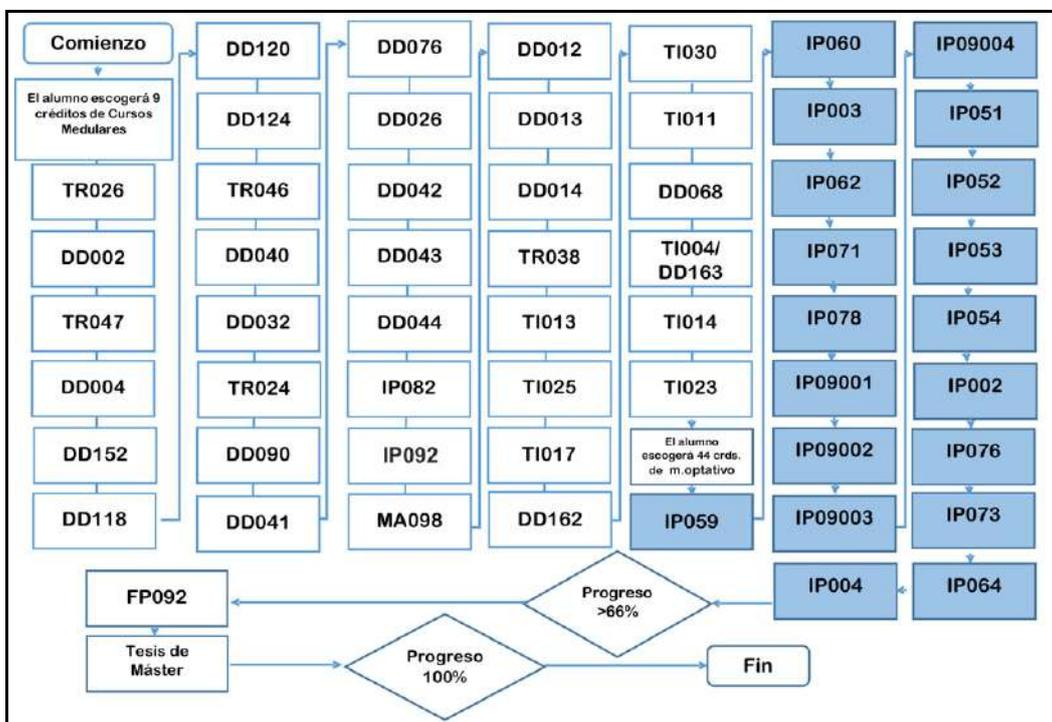 Comienzo
El alumno escogerá 9
créditos de Cursos
Medulares
TR026
DD002
TR047
DD004
DD152
DD118
DD120
DD124
TR046
DD040
DD032
TR024
DD090
DD041
DD076
DD026
DD042
DD043
DD044
IP082
IP092
MA098
DD012
DD013
DD014
TR038
TI013
TI025
TI017
DD162
TI030
TI011
DD068
TI004/
DD163
TI014
TI023
El alumno
escogerá 44 crds.
de m.optativo
IP059
IP060
IP003
IP062
IP071
IP078
IP09001
IP09002
IP09003
IP09004
IP051
IP052
IP053
IP054
IP002
IP076
IP073
IP064
IP004
Progreso
>66%
FP092
Tesis de
Máster
Progreso
100%
Fin